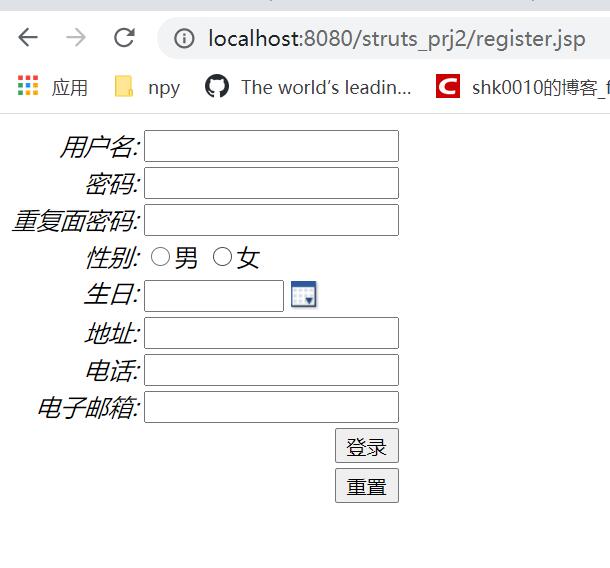 localhost:8080/struts_prj2/register.jsp
应用 npy The world's leadin... shk0010的博客_f
用户名:
密码:
重复面密码:
性别: 男 女
生日:
地址:
电话:
电子邮箱:
登录
重置